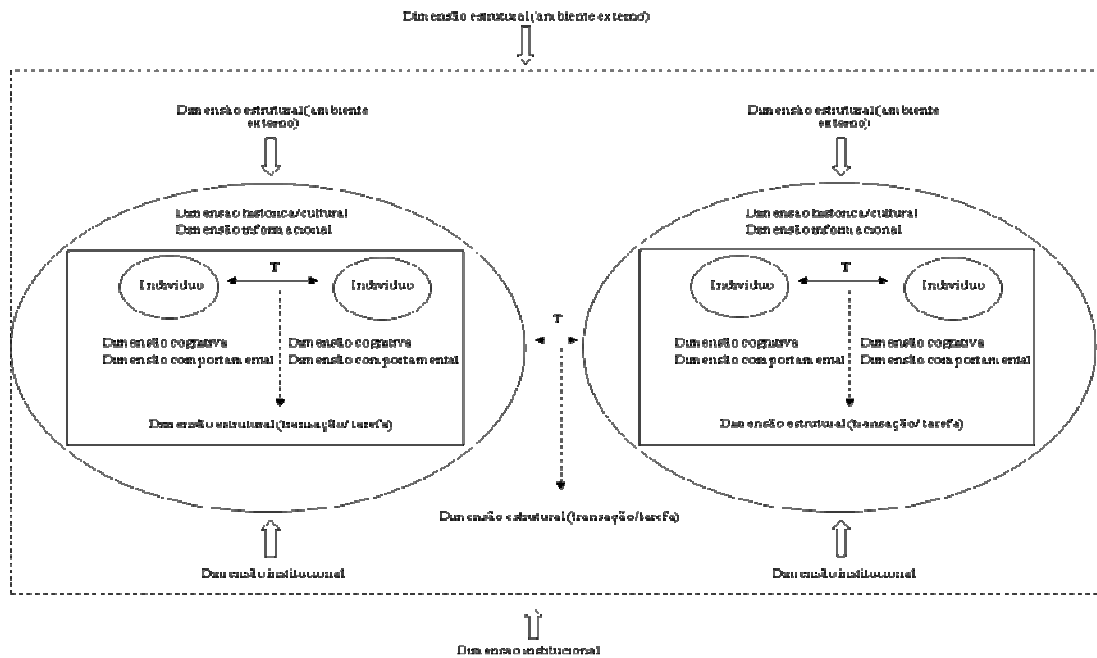 Dimensão estrutural (ambiente externo)
Dimensão estrutural (ambiente
externo)
Dimensão histórica/cultural
Dimensão informacional
Indivíduo
T
Indivíduo
Dimensão cognitiva
Dimensão comportamental
Dimensão cognitiva
Dimensão comportamental
Dimensão estrutural (transação/ tarefa)
Dimensão institucional
T
Dimensão estrutural (transação/tarefa)
Dimensão estrutural (ambiente
externo)
Dimensão histórica/cultural
Dimensão informacional
Indivíduo
T
Indivíduo
Dimensão cognitiva
Dimensão comportamental
Dimensão cognitiva
Dimensão comportamental
Dimensão estrutural (transação/ tarefa)
Dimensão institucional
Dimensão institucional